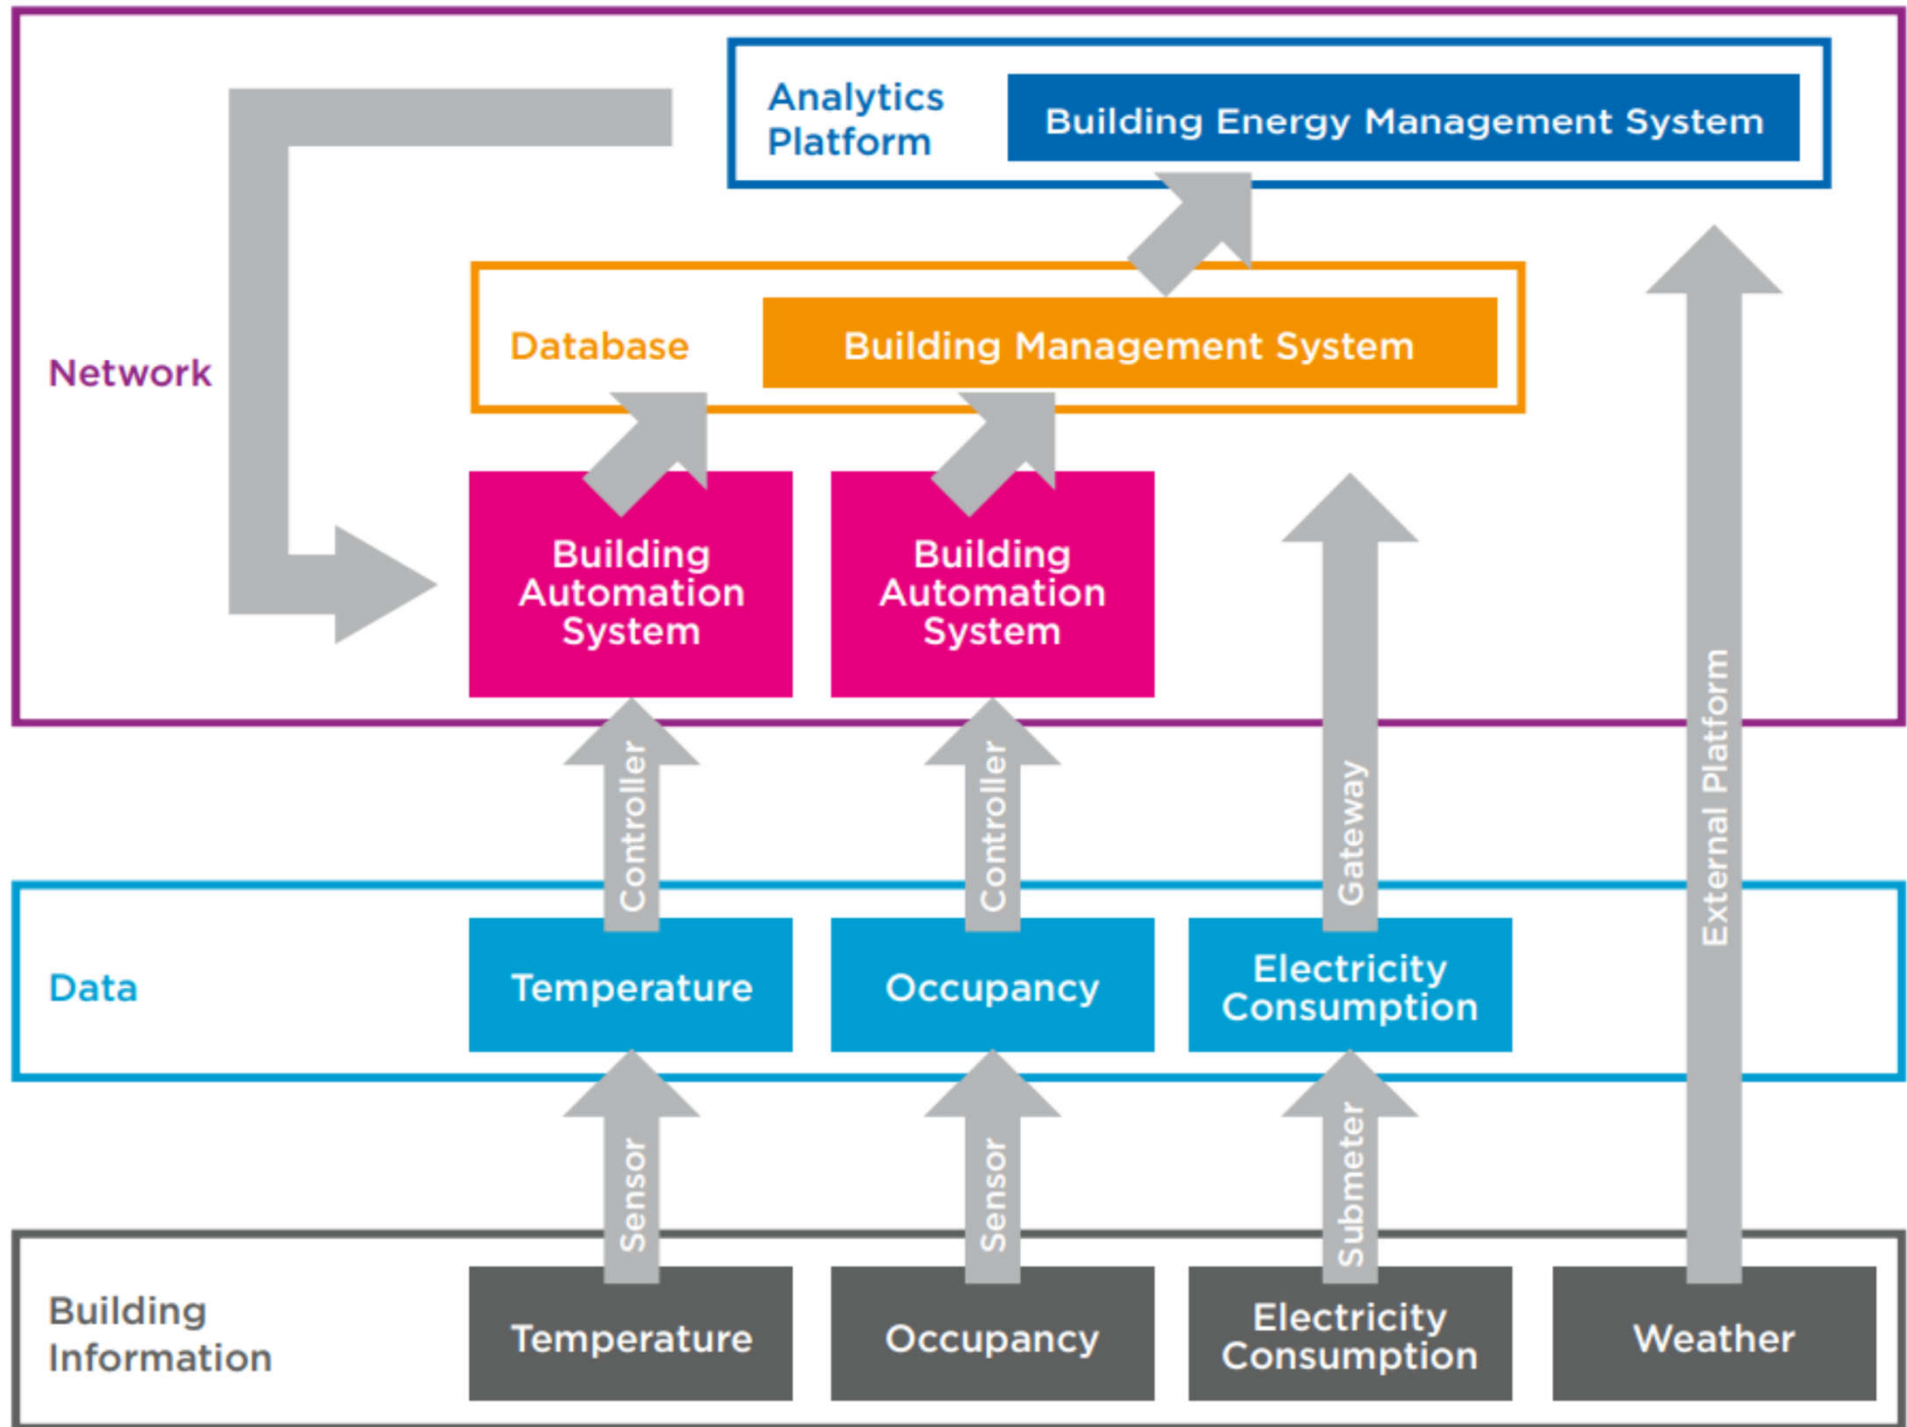 Analytics
Platform
Building Energy Management System
Network
Database
Building Management System
Building
Automation
System
Building
Automation
System
Controller
Controller
Gateway
External Platform
Data
Temperature
Occupancy
Electricity
Consumption
Sensor
Sensor
Submeter
Building
Information
Temperature
Occupancy
Electricity
Consumption
Weather